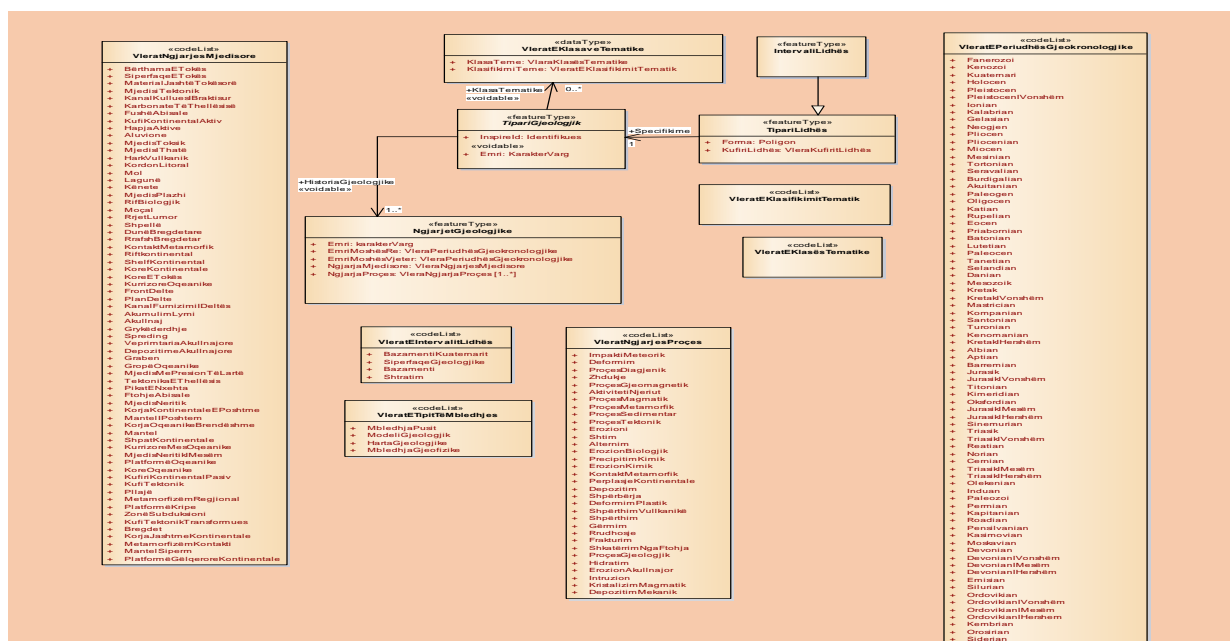 «codeList»
VleratNgjarjesMjedisore
+ BërthamaETokës
+ SiperfaqeETokës
+ MaterialJashtëTokësorë
+ MjedisiTektonik
+ KanalKulluesIBraktisur
+ KarbonateTëThellësisë
+ FushëAbisale
+ KufiKontinentalAktiv
+ HapjaAktive
+ Aluvione
+ MjedisiToksik
+ MjedisIThatë
+ HarkVullkanik
+ KordonLitoral
+ Mol
+ Lagunë
+ Kënete
+ MjedisPlazhi
+ RifBiologjik
+ Moçal
+ RrjetLumor
+ Shpellë
+ DunëBregdetare
+ RrafshBregdetar
+ KontaktMetamorfik
+ Riftkontinental
+ ShelfKontinental
+ KoreKontinentale
+ KoreETokës
+ KurrizoreOqeanike
+ FrontDelte
+ PlanDelte
+ KanalFurnizimiIDeltës
+ AkumulimLymi
+ Akullnaj
+ Grykëderdhje
+ Spreding
+ VeprimtariaAkullnajore
+ DepozitimeAkullnajore
+ Graben
+ GropëOqeanike
+ MjedisMePresionTëLartë
+ TektonikaEThellësis
+ PikatENxehta
+ FtohjeAbisale
+ MjedisNeritik
+ KorjaKontinentaleEPoshtme
+ MantelIPoshtem
+ KorjaOqeanikeBrendëshme
+ Mantel
+ ShpatKontinentale
+ KurrizoreMesOqeanike
+ MjedisNeritikIMesëm
+ PlatformëOqeanike
+ KoreOqeanike
+ KufiriKontinentalPasiv
+ KufiTektonik
+ Pllajë
+ MetamorfizëmRegjional
+ PlatformëKripe
+ ZonëSubduksioni
+ KufiTektonikTransformues
+ Bregdet
+ KorjaJashtmeKontinentale
+ MetamorfizëmKontakti
+ MantelSiperm
+ PlatformëGëlqeroreKontinentale
«dataType»
VleratEKlasaveTematike
+ KlasaTeme: VlaraKlasësTematike
+ KlasifikimiTeme: VleratEKlasifikimitTematik
+KlasaTematike
«voidable»
0..*
«featureType»
TipariGjeologjik
+ InspireId: Identifikues
«voidable»
+ Emri: KarakterVarg
+Specifikime
1
«featureType»
IntervaliLidhës
«featureType»
TipariLidhës
+ Forma: Poligon
+ KufiriLidhës: VleraKufiritLidhës
+HistoriaGjeologjike
«voidable»
1..*
«featureType»
NgjarjetGjeologjike
+ Emri: karakterVarg
+ EmriMoshësRe: VleraPeriudhësGjeokronologjike
+ EmriMoshësVjeter: VleraPeriudhësGjeokronologjike
+ NgjarjaMjedisore: VleraNgjarjesMjedisore
+ NgjarjaProçes: VleraNgjarjaProçes [1..*]
«codeList»
VleratEKlasifikimitTematik
«codeList»
VleratEKlasësTematike
«codeList»
VleratEIntervalitLidhës
+ BazamentiKuatemarit
+ SiperfaqeGjeologjike
+ Bazamenti
+ Shtratim
«codeList»
VleratETipitTëMbledhjes
+ MbledhjaPusit
+ ModeliGjeologjik
+ HartaGjeologjike
+ MbledhjaGjeofizike
«codeList»
VleratNgjarjesProçes
+ ImpaktiMeteorik
+ Deformim
+ ProçesDiagjenik
+ Zhdukje
+ ProçesGjeomagnetik
+ AktivitetiNjeriut
+ ProçesMagmatik
+ ProçesMetamorfik
+ ProçesSedimentar
+ ProçesTektonik
+ Erozioni
+ Shtim
+ Alternim
+ ErozionBiologjik
+ PrecipitimKimik
+ ErozionKimik
+ KontaktMetamorfik
+ PerplasjeKontinentale
+ Depozitim
+ Shpërbërja
+ DeformimPlastik
+ ShpërthimVullkanikë
+ Shpërthim
+ Gërmim
+ Rrudhosje
+ Frakturim
+ ShkatërrimNgaFtohja
+ ProçesGjeologjik
+ Hidratim
+ ErozionAkullnajor
+ Intruzion
+ KristalizimMagmatik
+ DepozitimMekanik
«codeList»
VleratEPeriudhësGjeokronologjike
+ Fanerozoi
+ Kenozoi
+ Kuatemari
+ Holocen
+ Pleistocen
+ PleistocenIVonshëm
+ Ionian
+ Kalabrian
+ Gelasian
+ Neogjen
+ Pliocen
+ Pliocenian
+ Miocen
+ Mesinian
+ Tortonian
+ Seravalian
+ Burdigalian
+ Akuitanian
+ Paleogen
+ Oligocen
+ Katian
+ Rupelian
+ Eocen
+ Priabornian
+ Batonian
+ Lutetian
+ Paleocen
+ Tanetian
+ Selandian
+ Danian
+ Mesozoik
+ Kretak
+ KretakIVonshëm
+ Mastrician
+ Kompanian
+ Santonian
+ Turonian
+ Kenomanian
+ KretakIHershëm
+ Albian
+ Aptian
+ Barremian
+ Jurasik
+ JurasikIVonshëm
+ Titonian
+ Kimeridian
+ Oksfordian
+ JurasikIMesëm
+ JurasikIHershëm
+ Sinemurian
+ Triasik
+ TriasikIVonshëm
+ Reatian
+ Norian
+ Cernian
+ TriasikIMesëm
+ TriasikIHershëm
+ Olekenian
+ Induan
+ Paleozoi
+ Permian
+ Kapitanian
+ Roadian
+ Pensilvanian
+ Kasimovian
+ Moskavian
+ Devonian
+ DevonianIVonshëm
+ DevonianIMesëm
+ DevonianIHershëm
+ Emisian
+ Silurian
+ Ordovikian
+ OrdovikianIVonshëm
+ OrdovikianIMesëm
+ OrdovikianIHershem
+ Kembrian
+ Orosirian
+ Siderian